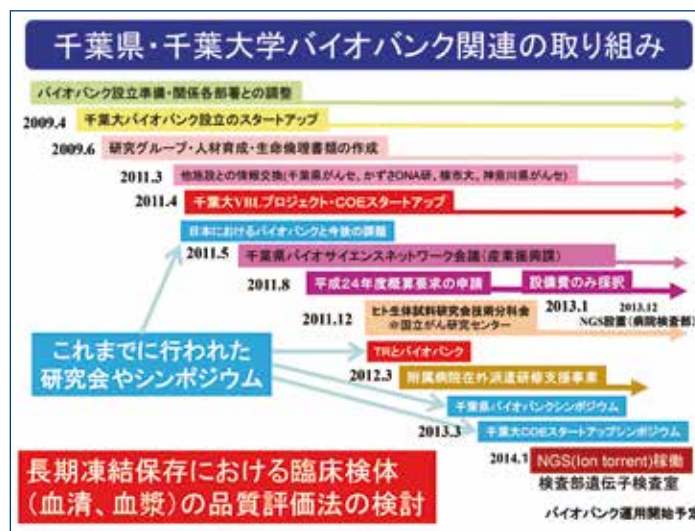 千葉県・千葉大学バイオバンク関連の取り組み
バイオバンク設立準備・関係各部署との調整
2009.4 千葉大バイオバンク設立のスタートアップ
2009.6 研究グループ・人材育成・生命倫理書類の作成
2011.3 他施設との情報交換(千葉県がんセ、かずさDNA研、横市大、神奈川県がんセ)
2011.4 千葉大VBLプロジェクト・COEスタートアップ
日本におけるバイオバンクと今後の課題
2011.5 千葉県バイオサイエンスネットワーク会議(産業振興課)
2011.8 平成24年度概算要求の申請 設備費のみ採択
2013.1 2013.12
NGS設置(病院検査部)
2011.12 ヒト生体試料研究会技術分科会
@国立がん研究センター
これまでに行われた
研究会やシンポジウム
TRとバイオバンク
2012.3 附属病院在外派遣研修支援事業
千葉県バイオバンクシンポジウム
2013.3 千葉大COEスタートアップシンポジウム
2014.1 NGS(Ion torrent)稼働
検査部遺伝子検査室
長期凍結保存における臨床検体
(血清、血漿)の品質評価法の検討
バイオバンク運用開始予定